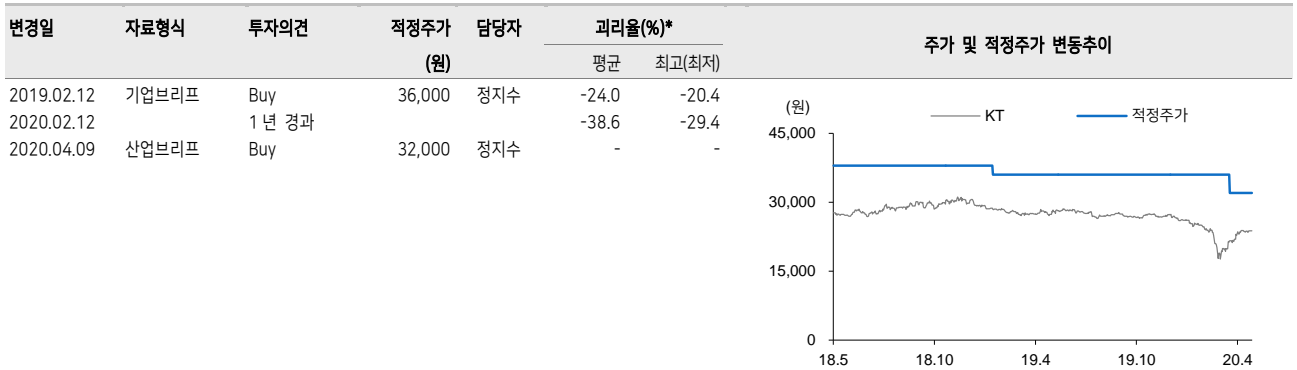 변경일 자료형식 투자의견 적정주가 담당자 괴리율(%)* 주가 및 적정주가 변동추이
(원) 평균 최고(최저)
2019.02.12 기업브리프 Buy 36,000 정지수 -24.0 -20.4
2020.02.12 1년 경과 -38.6 -29.4
2020.04.09 산업브리프 Buy 32,000 정지수 - -
(원)
KT 적정주가
45,000
30,000
15,000
0
18.5 18.10 19.4 19.10 20.4